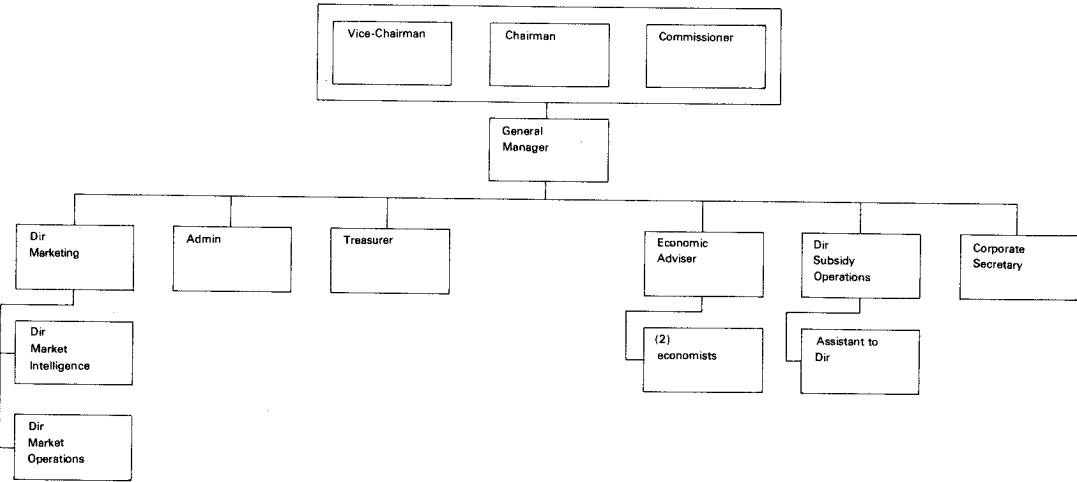 Vice-Chairman
Chairman
Commissioner
General
Manager
Dir
Marketing
Admin
Treasurer
Economic
Adviser
Dir
Subsidy
Operations
Corporate
Secretary
Dir
Market
Intelligence
(2)
economists
Assistant to
Dir
Dir
Market
Operations